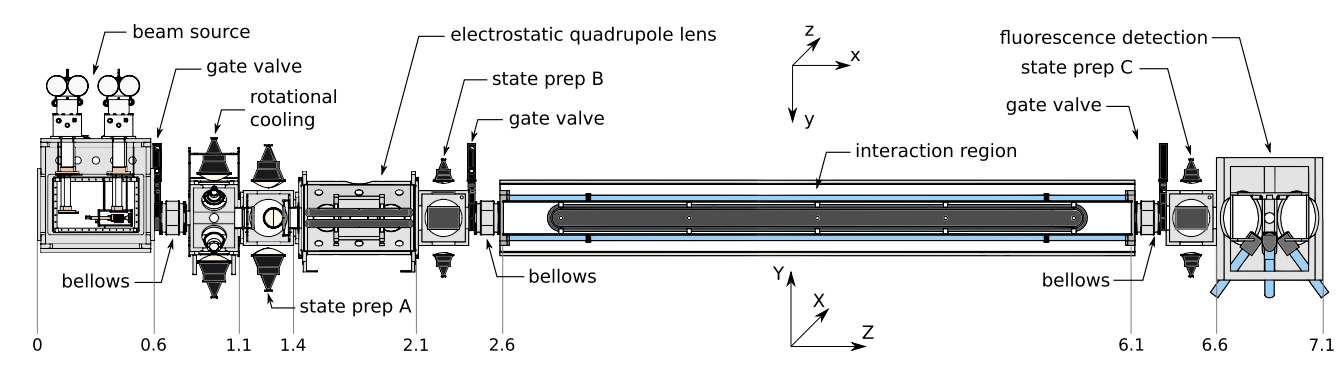 beam source
gate valve
rotational
cooling
electrostatic quadrupole lens
state prep B
gate valve
z
x
y
fluorescence detection
state prep C
gate valve
interaction region
bellows
state prep A
bellows
Y
X
Z
bellows
0
0.6
1.1
1.4
2.1
2.6
6.1
6.6
7.1